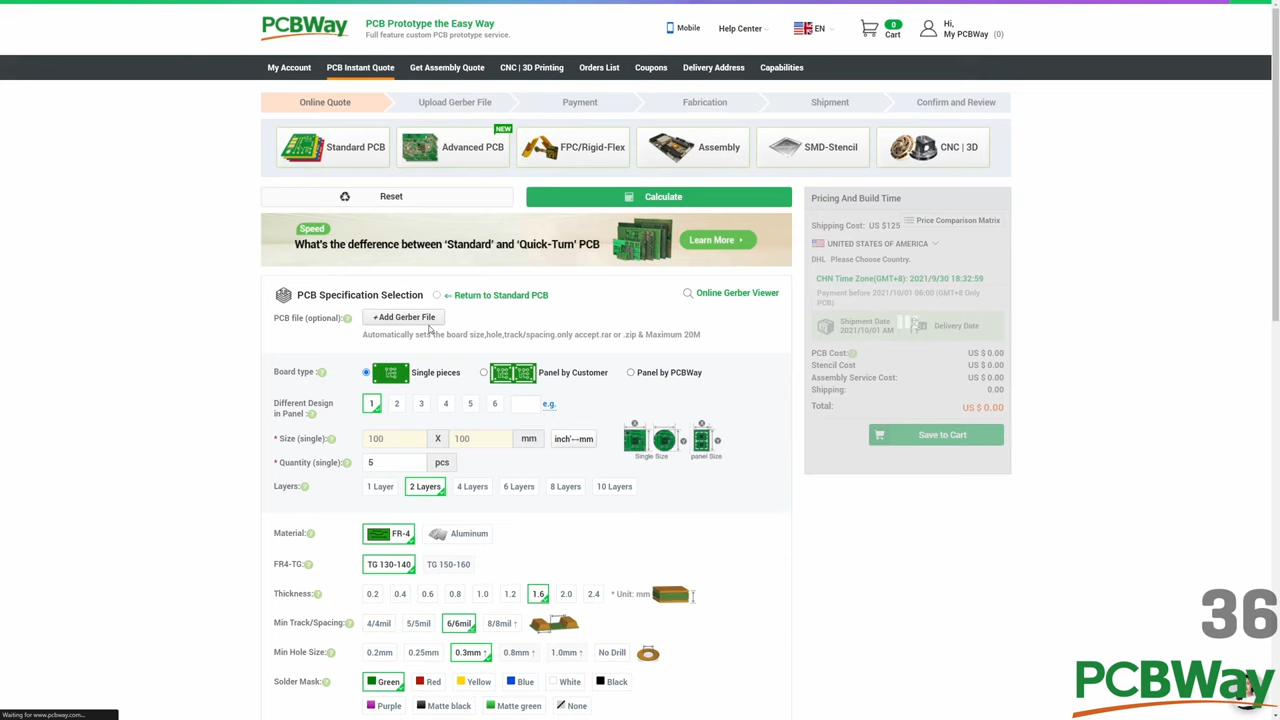 PCBWay
PCB Prototype the Easy Way
Full feature custom PCB prototype service.
Mobile
Help Center
EN
0
Cart
Hi,
My PCBWay (0)
My Account
PCB Instant Quote
Get Assembly Quote
CNC | 3D Printing
Orders List
Coupons
Delivery Address
Capabilities
Online Quote
Upload Gerber File
Payment
Fabrication
Shipment
Confirm and Review
Standard PCB
NEW
Advanced PCB
FPC/Rigid-Flex
Assembly
SMD-Stencil
CNC | 3D
Reset
Calculate
Speed
What's the defference between 'Standard' and 'Quick-Turn' PCB
Learn More
Pricing And Build Time
Shipping Cost: US $125
Price Comparison Matrix
UNITED STATES OF AMERICA
DHL Please Choose Country.
CHN Time Zone(GMT+8): 2021/9/30 18:32:59
Payment before 2021/10/01 06:00 (GMT+8 Only
PCB)
Shipment Date
2021/10/01 AM
Delivery Date
PCB Cost: US $ 0.00
Stencil Cost US $ 0.00
Assembly Service Cost: US $ 0.00
Shipping: 0.00
Total: US $ 0.00
Save to Cart
PCB Specification Selection
⇐ Return to Standard PCB
Online Gerber Viewer
PCB file (optional):
+ Add Gerber File
Automatically sets the board size,hole,track/spacing.only accept.rar or .zip & Maximum 20M
Board type :
Single pieces
Panel by Customer
Panel by PCBWay
Different Design
in Panel :
1 2 3 4 5 6 e.g.
* Size (single): 100 X 100 mm inch'↔mm
Single Size
panel Size
* Quantity (single): 5 pcs
Layers: 1 Layer 2 Layers 4 Layers 6 Layers 8 Layers 10 Layers
Material: FR-4 Aluminum
FR4-TG: TG 130-140 TG 150-160
Thickness: 0.2 0.4 0.6 0.8 1.0 1.2 1.6 2.0 2.4 * Unit: mm
Min Track/Spacing: 4/4mil 5/5mil 6/6mil 8/8mil ↑
Min Hole Size: 0.2mm 0.25mm 0.3mm ↑ 0.8mm ↑ 1.0mm ↑ No Drill
Solder Mask: Green Red Yellow Blue White Black
Purple Matte black Matte green None
36
PCBWay
Waiting for www.pcbway.com...